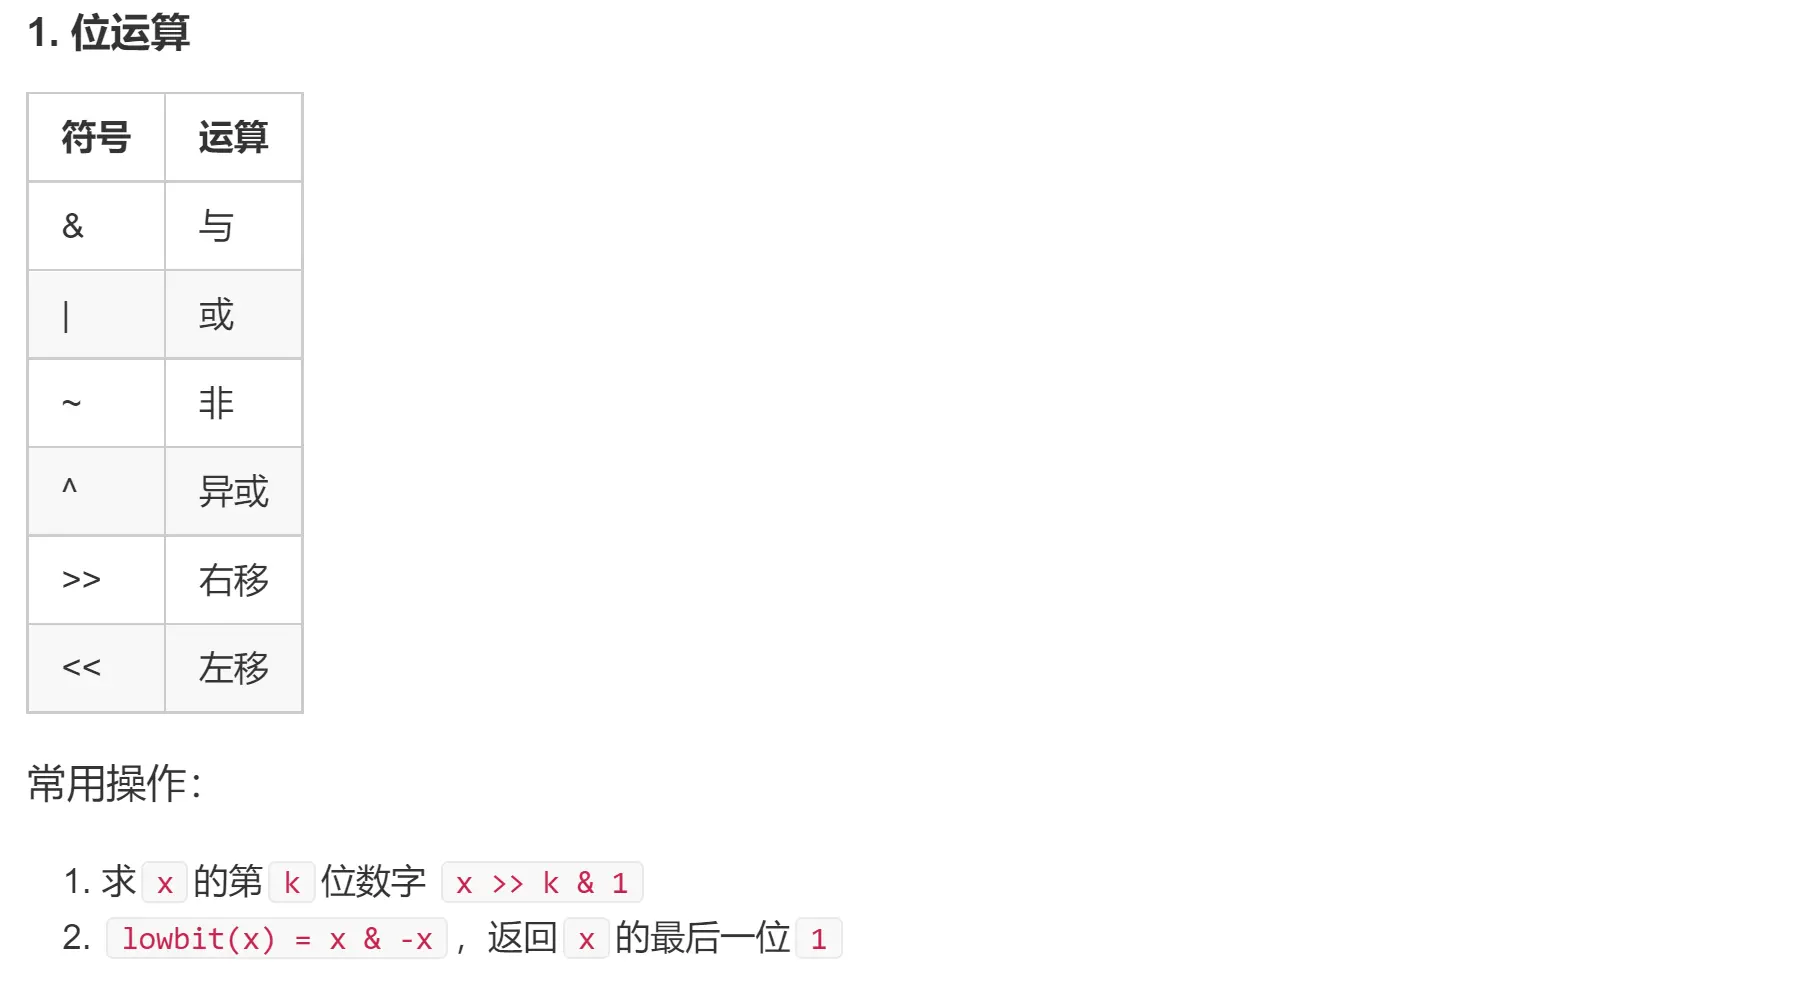 1. 位运算
符号 运算
& 与
| 或
~ 非
^ 异或
>> 右移
<< 左移
常用操作：
1. 求 x 的第 k 位数字 x >> k & 1
2. lowbit(x) = x & -x，返回 x 的最后一位 1